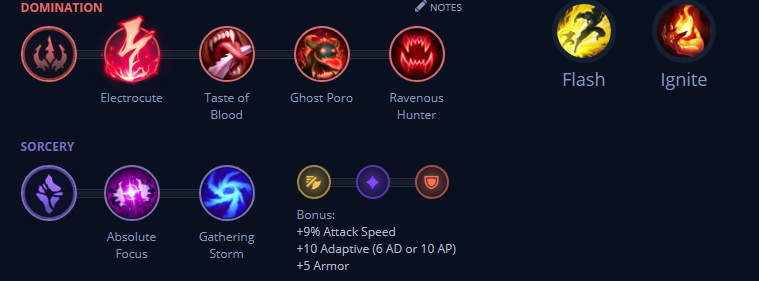 DOMINATION
NOTES
Electrocute
Taste of
Blood
Ghost Poro
Ravenous
Hunter
Flash
Ignite
SORCERY
Absolute
Focus
Gathering
Storm
Bonus:
+9% Attack Speed
+10 Adaptive (6 AD or 10 AP)
+5 Armor